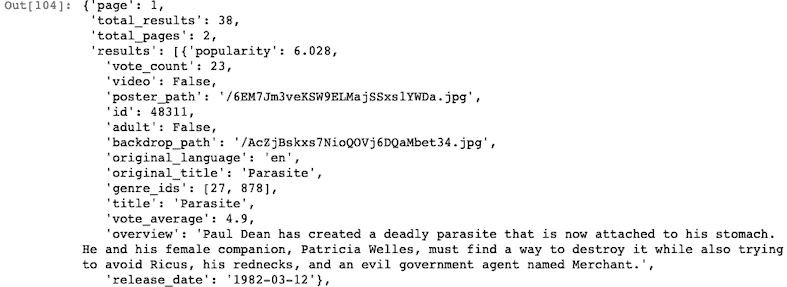 Out[104]: {'page': 1,
'total_results': 38,
'total_pages': 2,
'results': [{'popularity': 6.028,
'vote_count': 23,
'video': False,
'poster_path': '/6EM7Jm3veKSW9ELMajSSxslYWDa.jpg',
'id': 48311,
'adult': False,
'backdrop_path': '/AcZjBskxs7NioQOVj6DQaMbet34.jpg',
'original_language': 'en',
'original_title': 'Parasite',
'genre_ids': [27, 878],
'title': 'Parasite',
'vote_average': 4.9,
'overview': 'Paul Dean has created a deadly parasite that is now attached to his stomach.
He and his female companion, Patricia Welles, must find a way to destroy it while also trying
to avoid Ricus, his rednecks, and an evil government agent named Merchant.',
'release_date': '1982-03-12'},